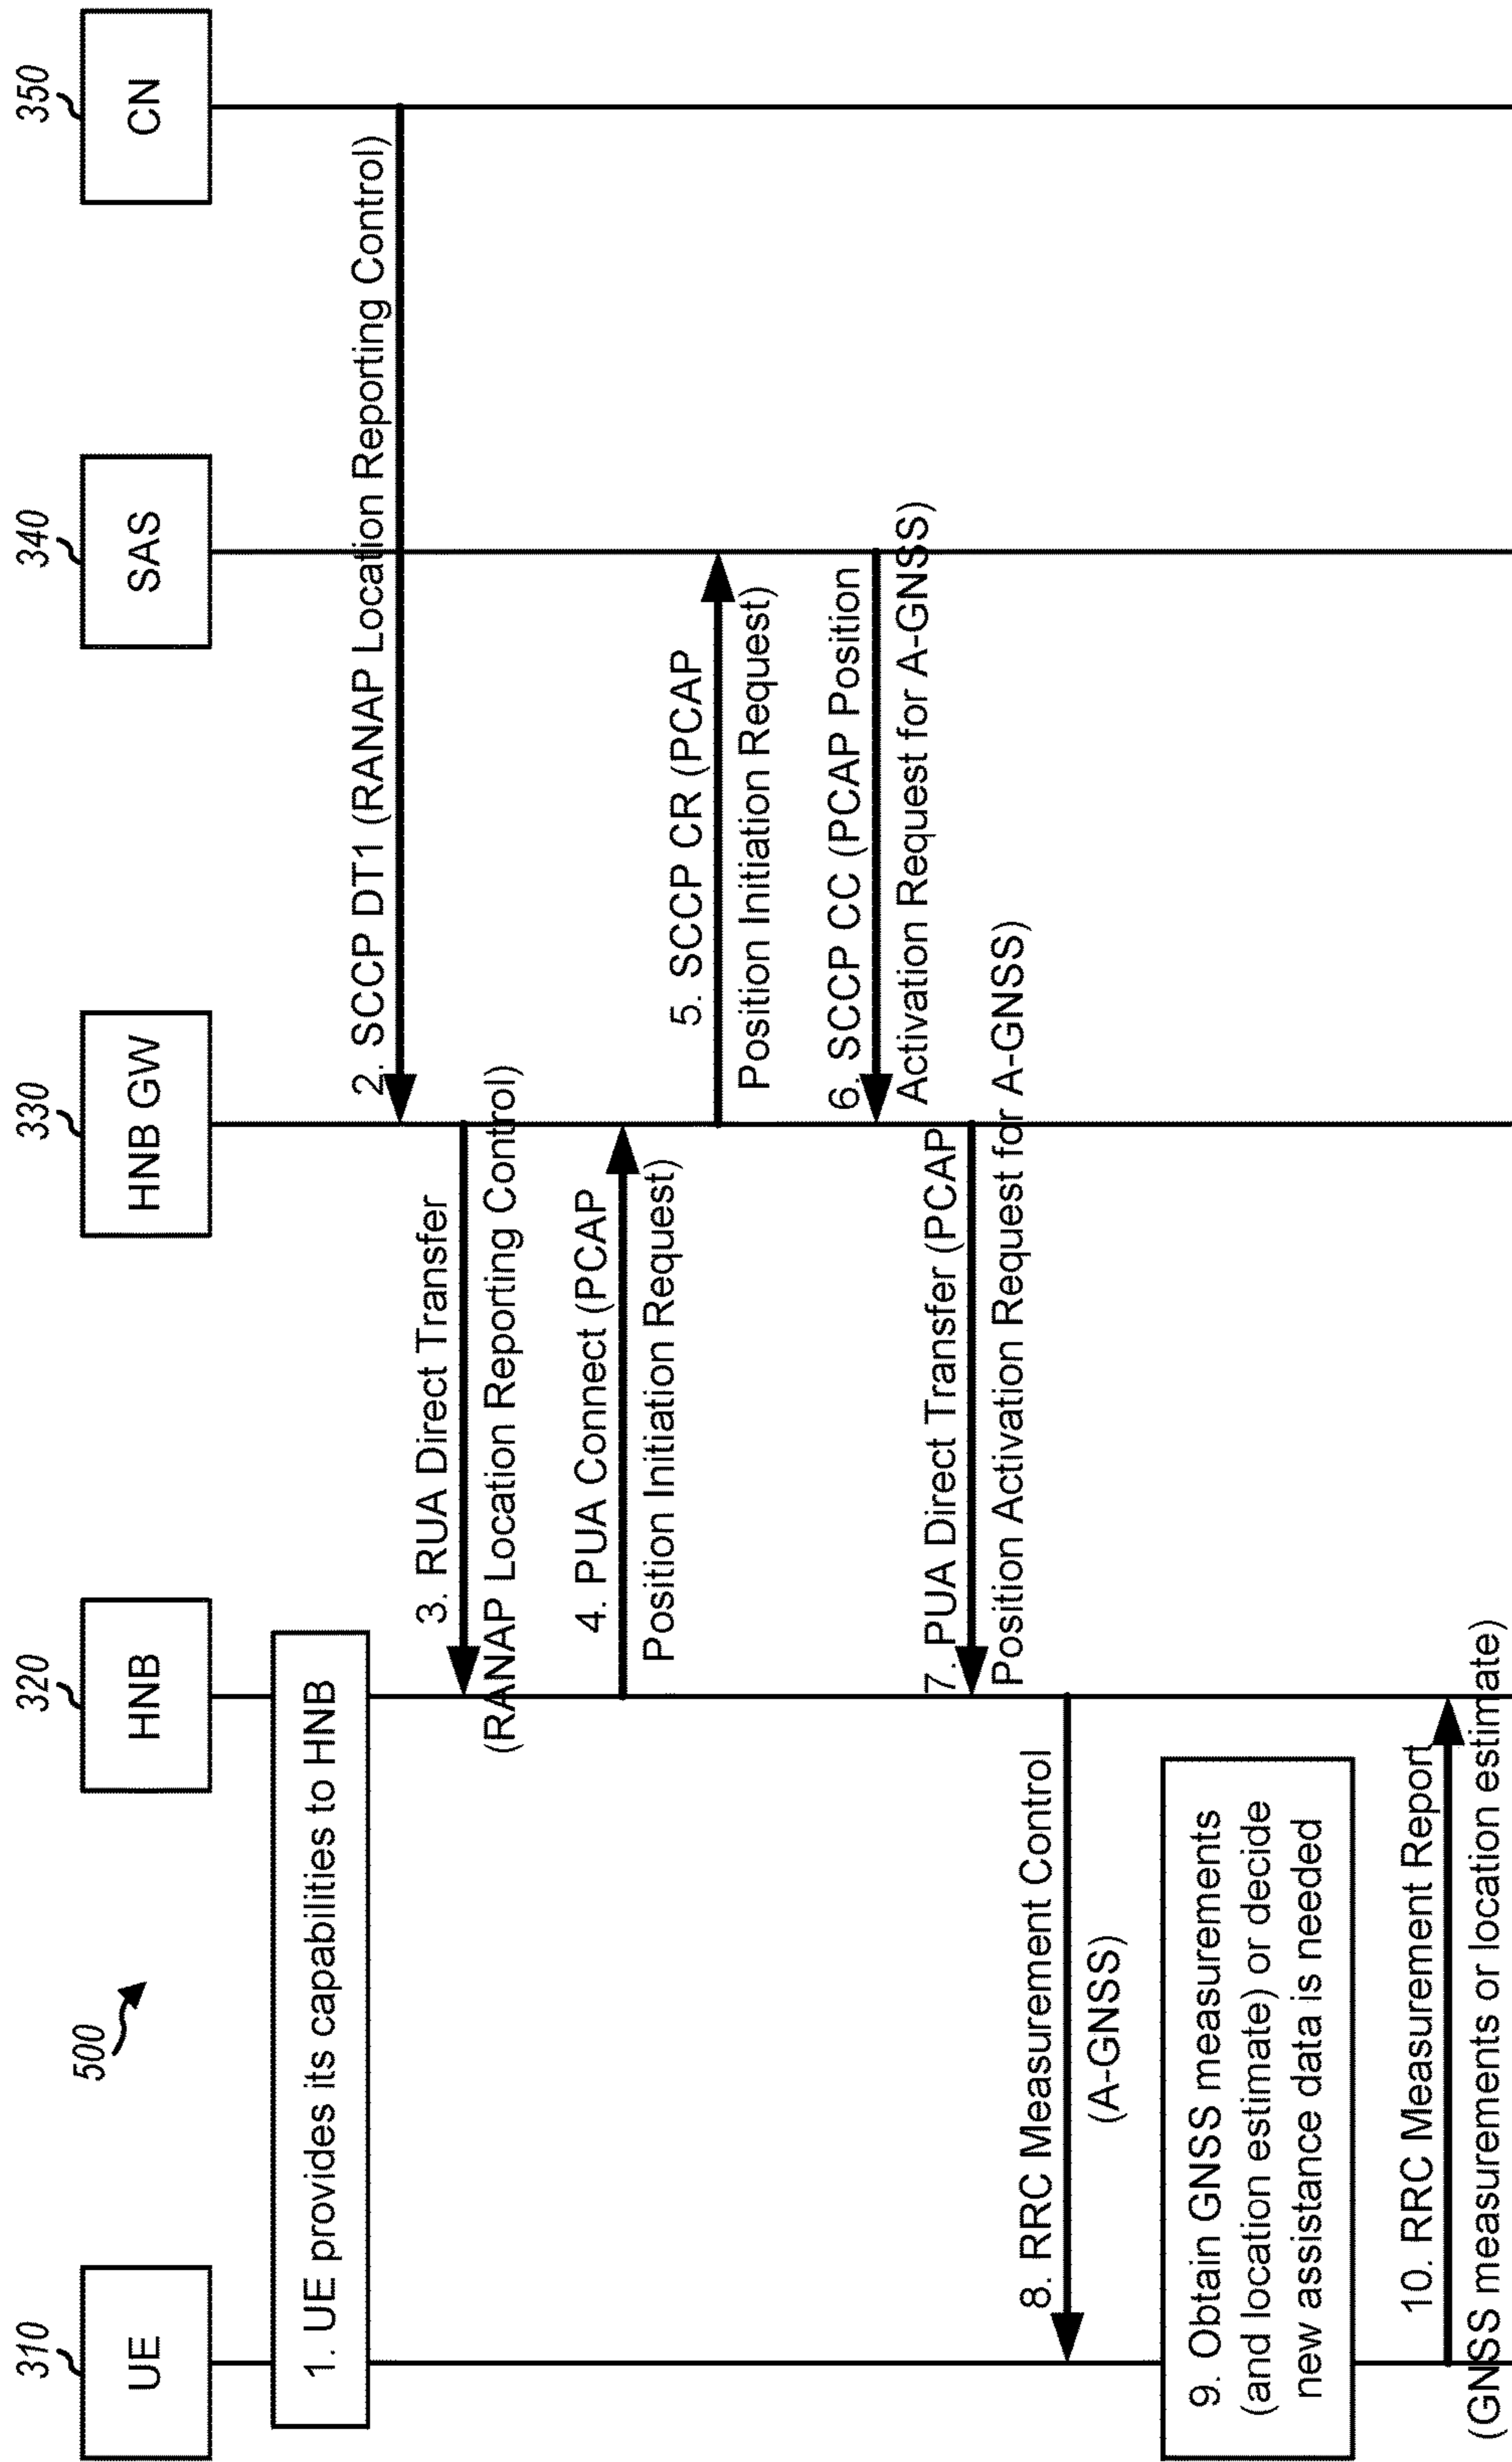 500
310
320
330
340
350
UE
HNB
HNB GW
SAS
CN
1. UE provides its capabilities to HNB
2. SCCP DT1 (RANAP Location Reporting Control)
3. RUA Direct Transfer
(RANAP Location Reporting Control)
4. PUA Connect (PCAP
Position Initiation Request)
5. SCCP CR (PCAP
Position Initiation Request)
6. SCCP CC (PCAP Position
Activation Request for A-GNSS)
7. PUA Direct Transfer (PCAP
Position Activation Request for A-GNSS)
8. RRC Measurement Control
(A-GNSS)
9. Obtain GNSS measurements
(and location estimate) or decide
new assistance data is needed
10. RRC Measurement Report
(GNSS measurements or location estimate)